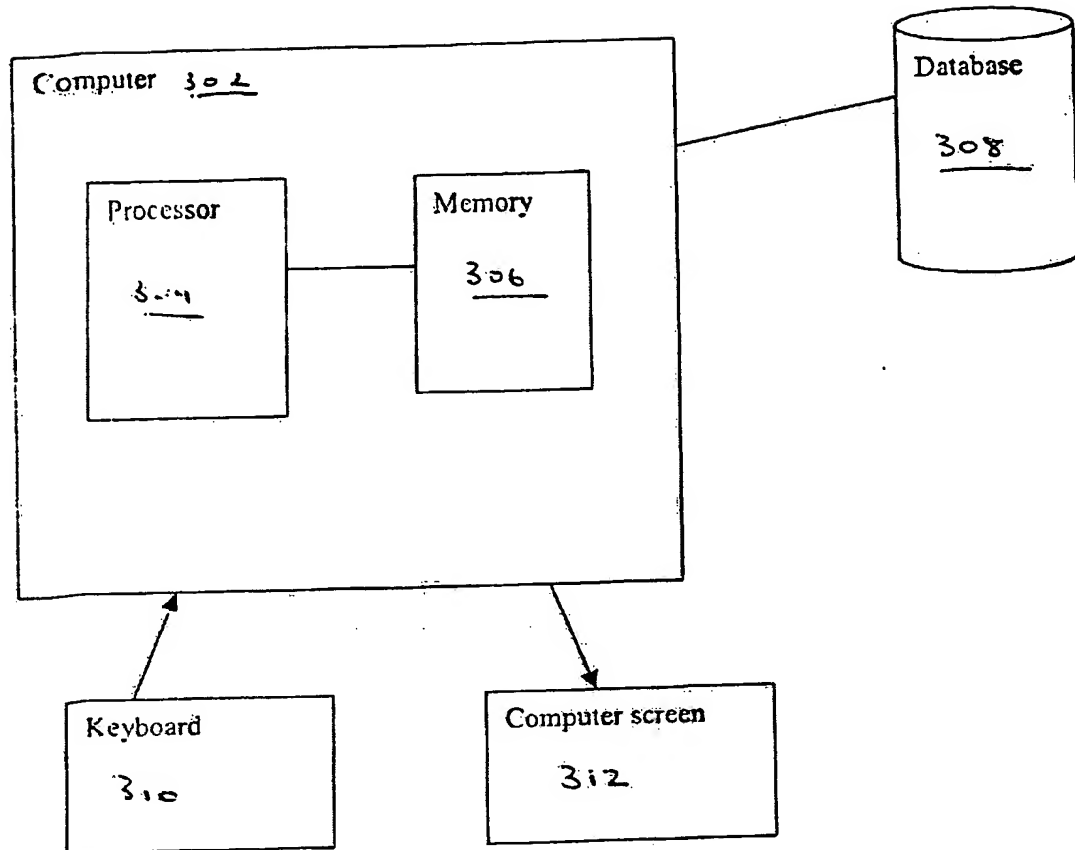 Computer 302
Database
308
Processor
Memory
306
Keyboard
310
Computer screen
312